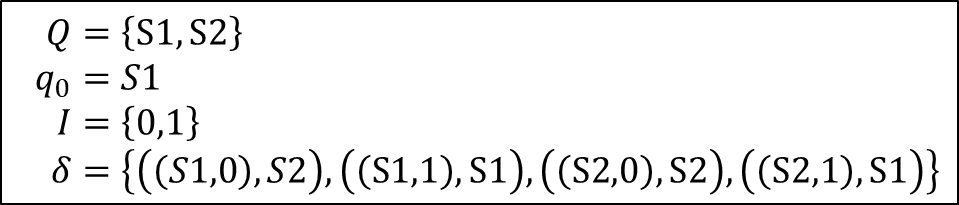 Q = {S1, S2}
q₀ = S1
I = {0,1}
δ = {((S1,0), S2), ((S1,1), S1), ((S2,0), S2), ((S2,1), S1)}